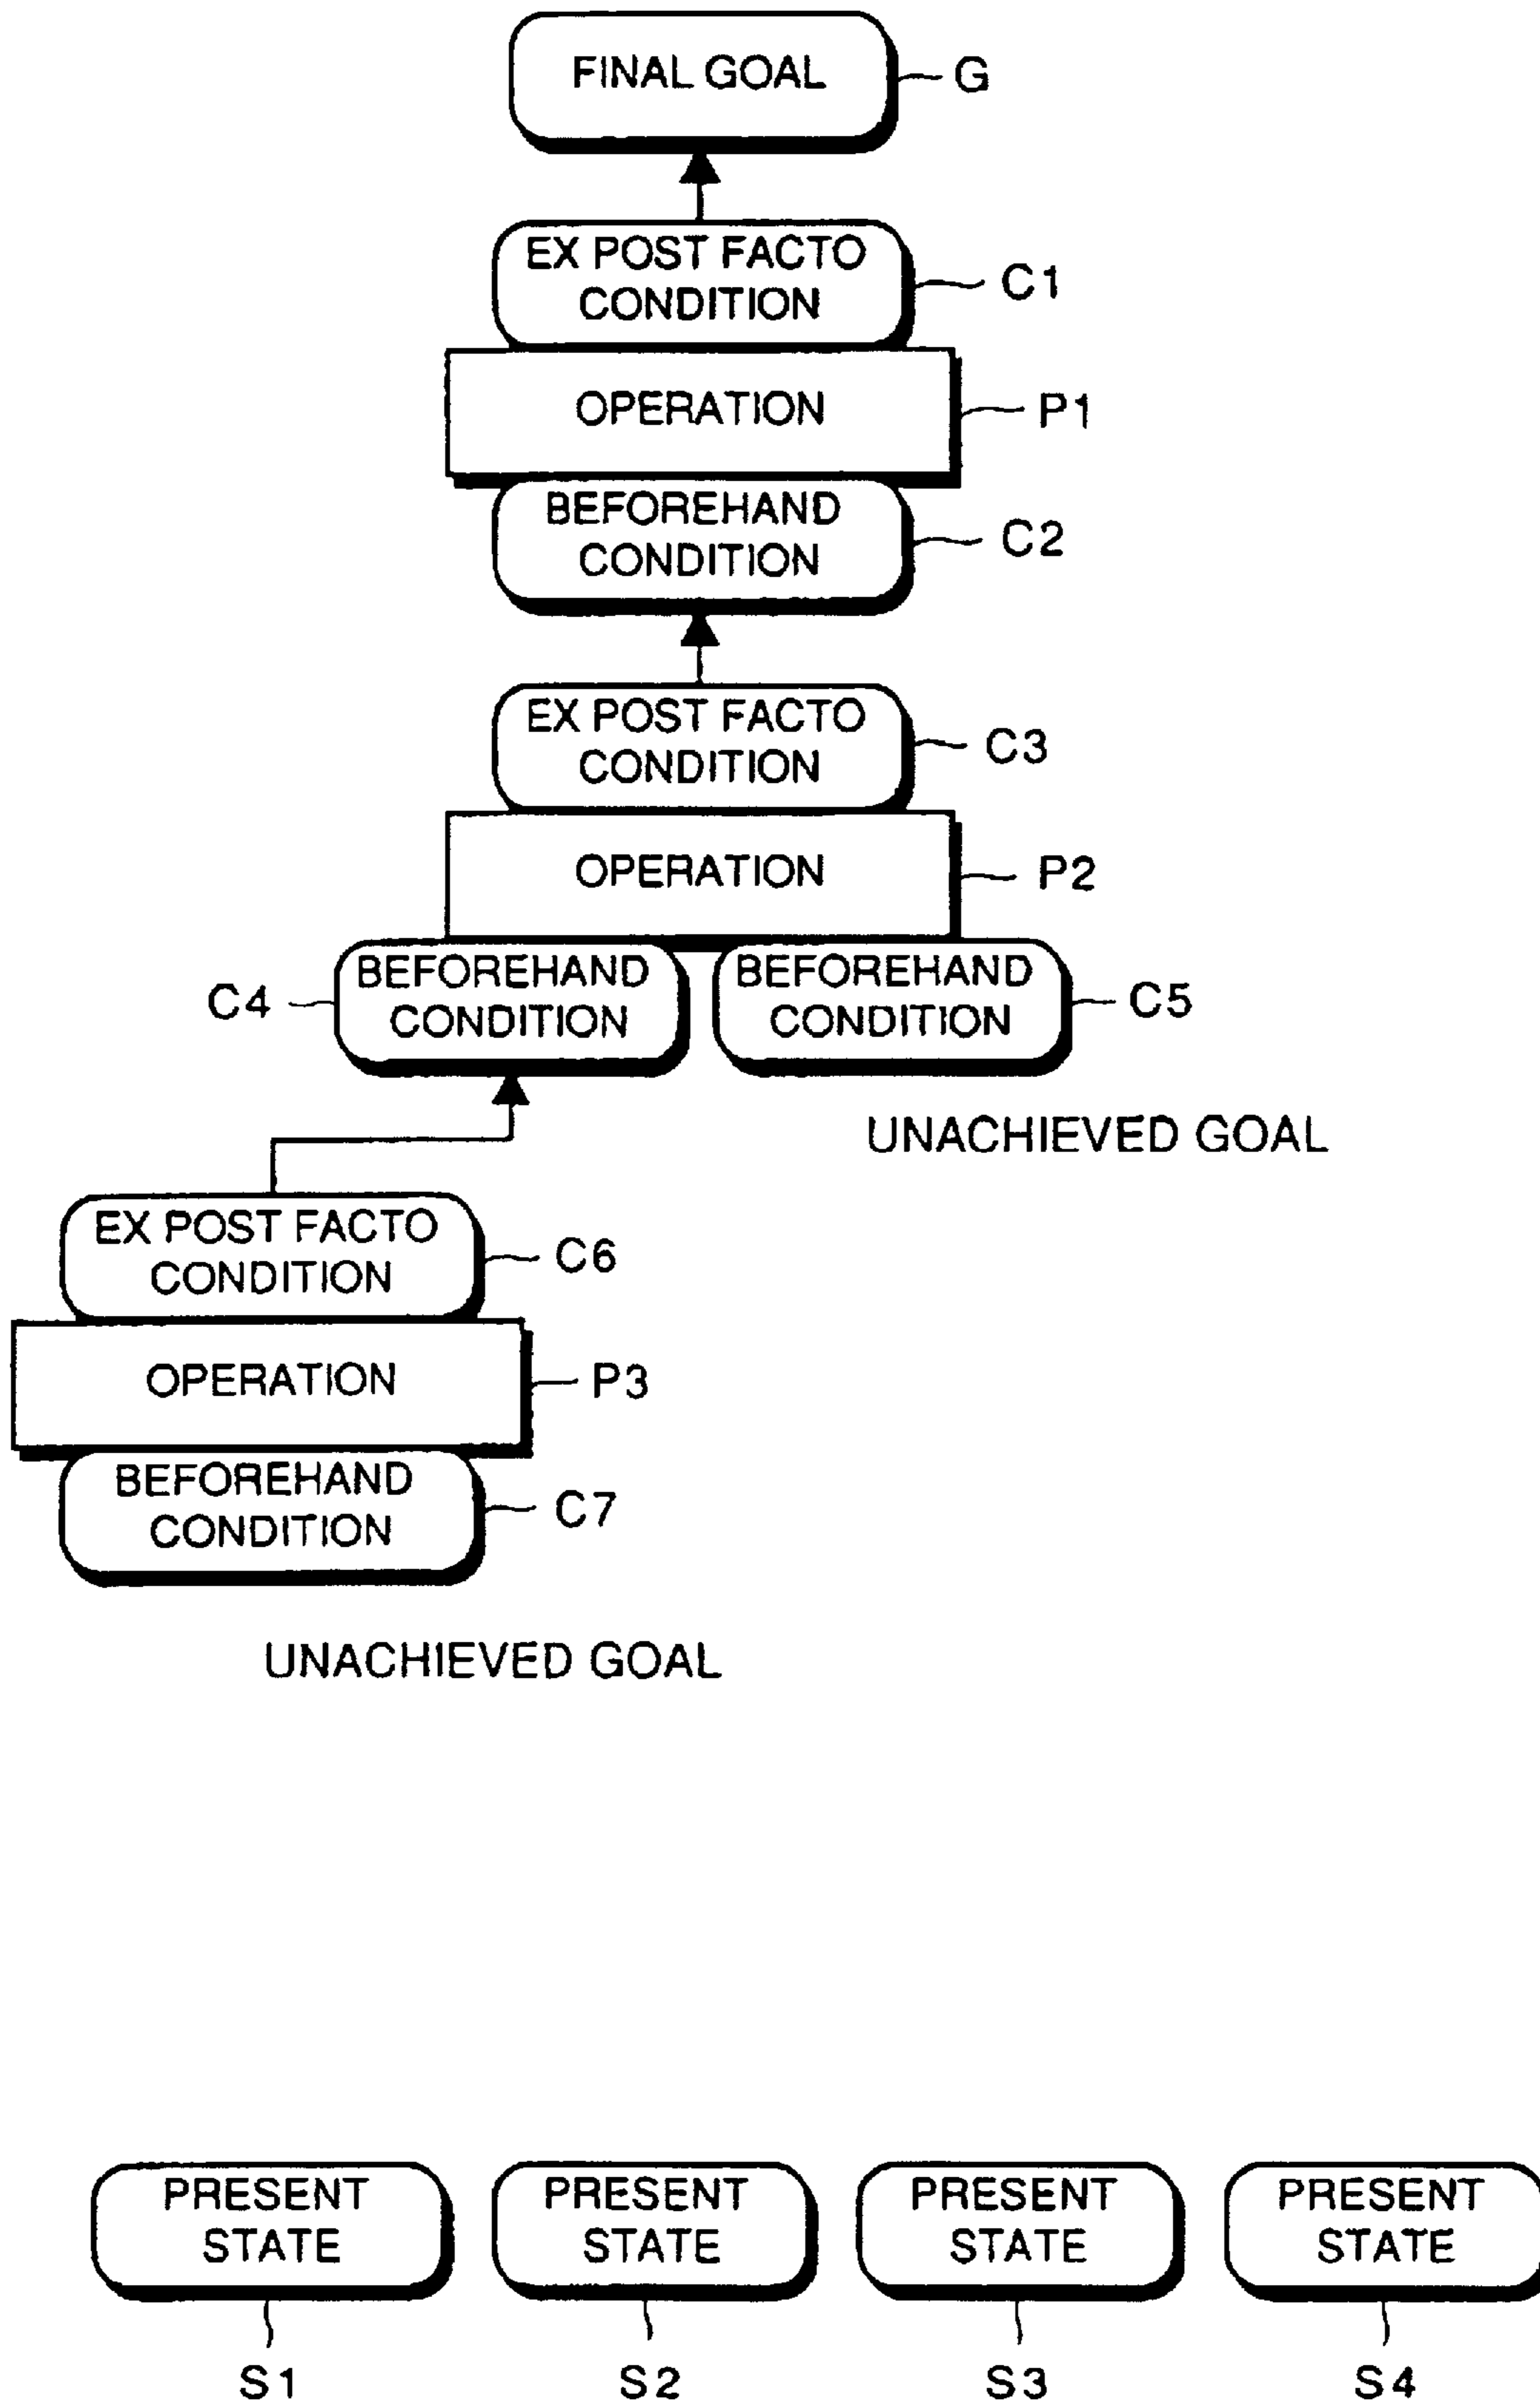 FINAL GOAL
G
EX POST FACTO
CONDITION
C1
OPERATION
P1
BEFOREHAND
CONDITION
C2
EX POST FACTO
CONDITION
C3
OPERATION
P2
C4
BEFOREHAND
CONDITION
BEFOREHAND
CONDITION
C5
UNACHIEVED GOAL
EX POST FACTO
CONDITION
C6
OPERATION
P3
BEFOREHAND
CONDITION
C7
UNACHIEVED GOAL
PRESENT
STATE
PRESENT
STATE
PRESENT
STATE
PRESENT
STATE
S1
S2
S3
S4